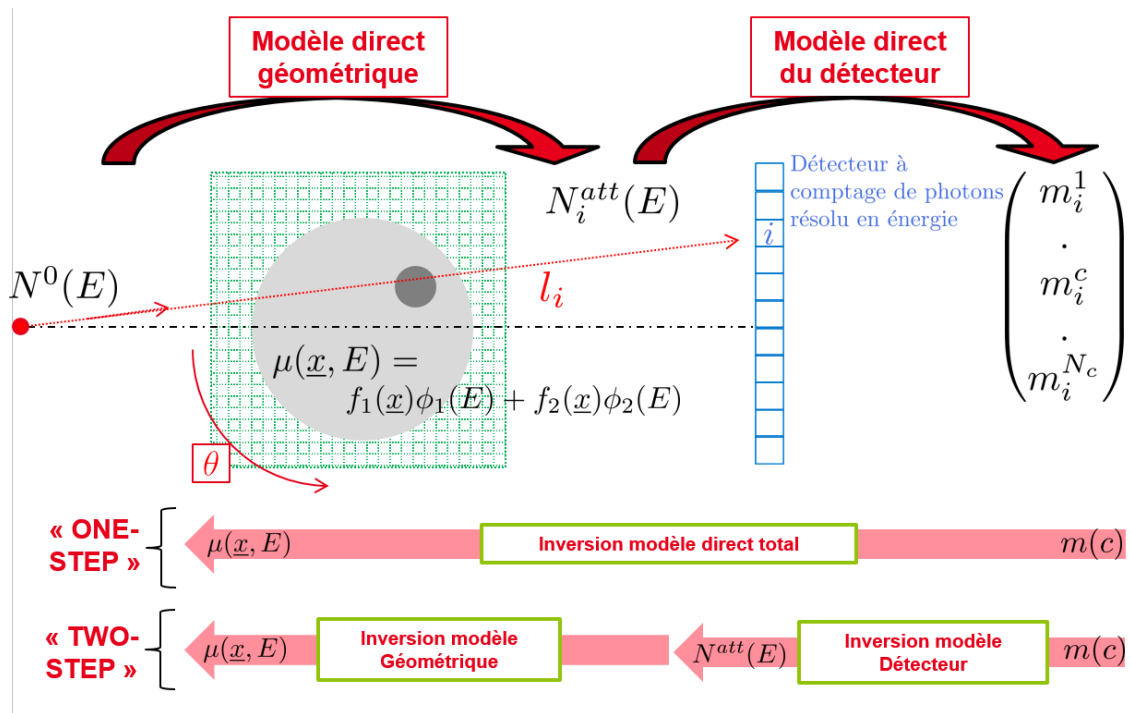 Modèle direct
géométrique
Modèle direct
du détecteur
N^0(E)
N_i^{att}(E)
Détecteur à
comptage de photons
résolu en énergie
i
l_i
m_i^1
.
m_i^c
.
m_i^{N_c}
μ(x, E) =
f_1(x)φ_1(E) + f_2(x)φ_2(E)
θ
« ONE-
STEP »
μ(x, E)
Inversion modèle direct total
m(c)
« TWO-
STEP »
μ(x, E)
Inversion modèle
Géométrique
N^{att}(E)
Inversion modèle
Détecteur
m(c)